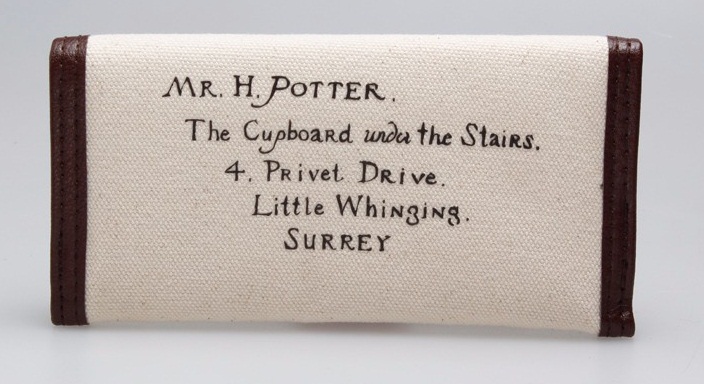 Mr. H. Potter.
The Cupboard under the Stairs.
4. Privet Drive.
Little Whinging.
SURREY